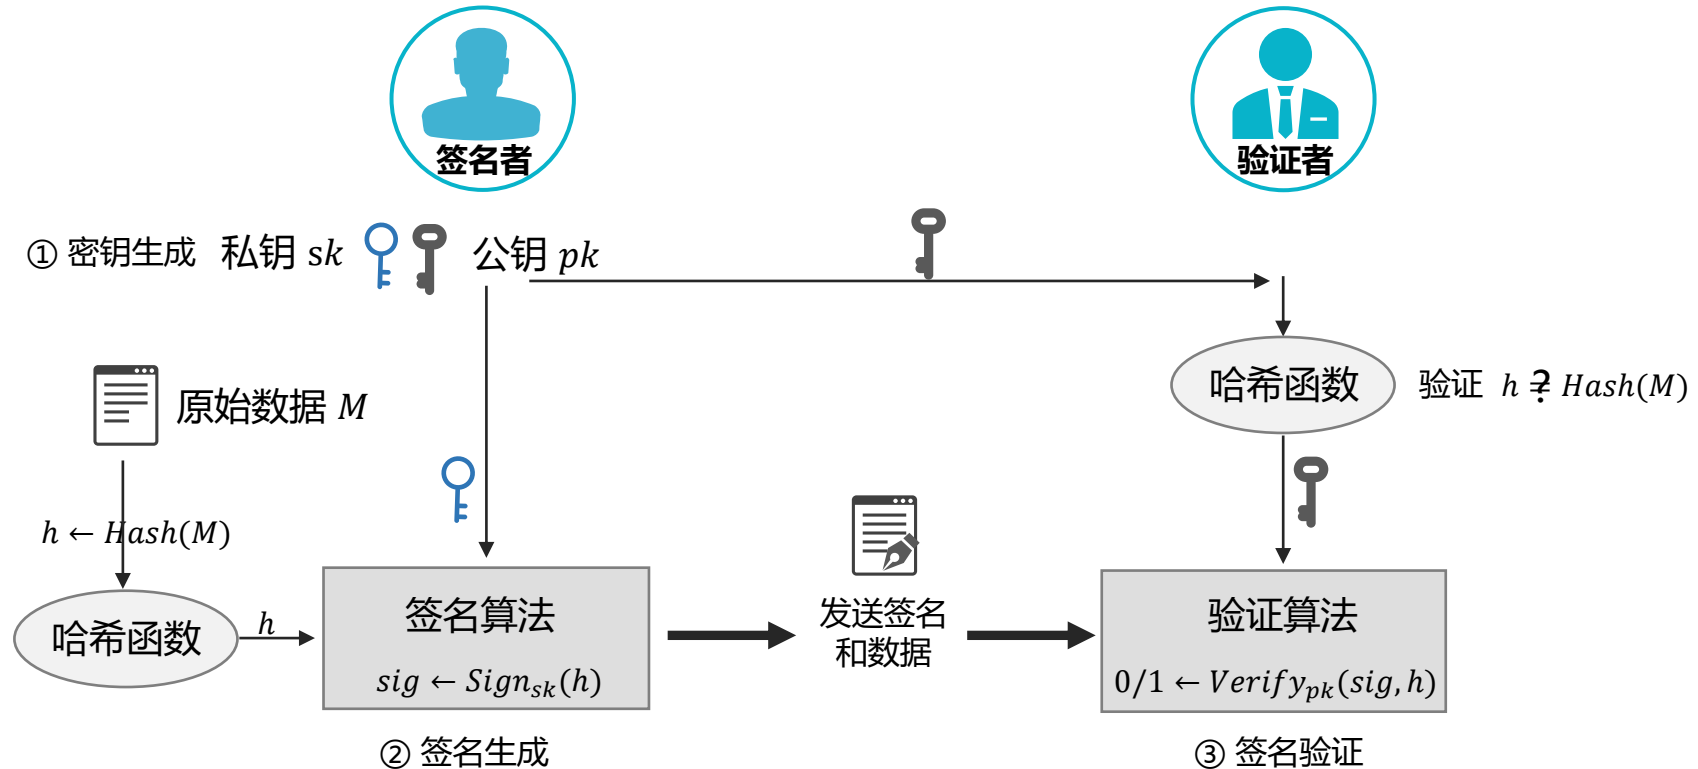 签名者
验证者
① 密钥生成 私钥 sk
公钥 pk
原始数据 M
哈希函数
验证 h ≟ Hash(M)
h ← Hash(M)
哈希函数
h
签名算法
sig ← Sign_sk(h)
发送签名
和数据
验证算法
0/1 ← Verify_pk(sig, h)
② 签名生成
③ 签名验证